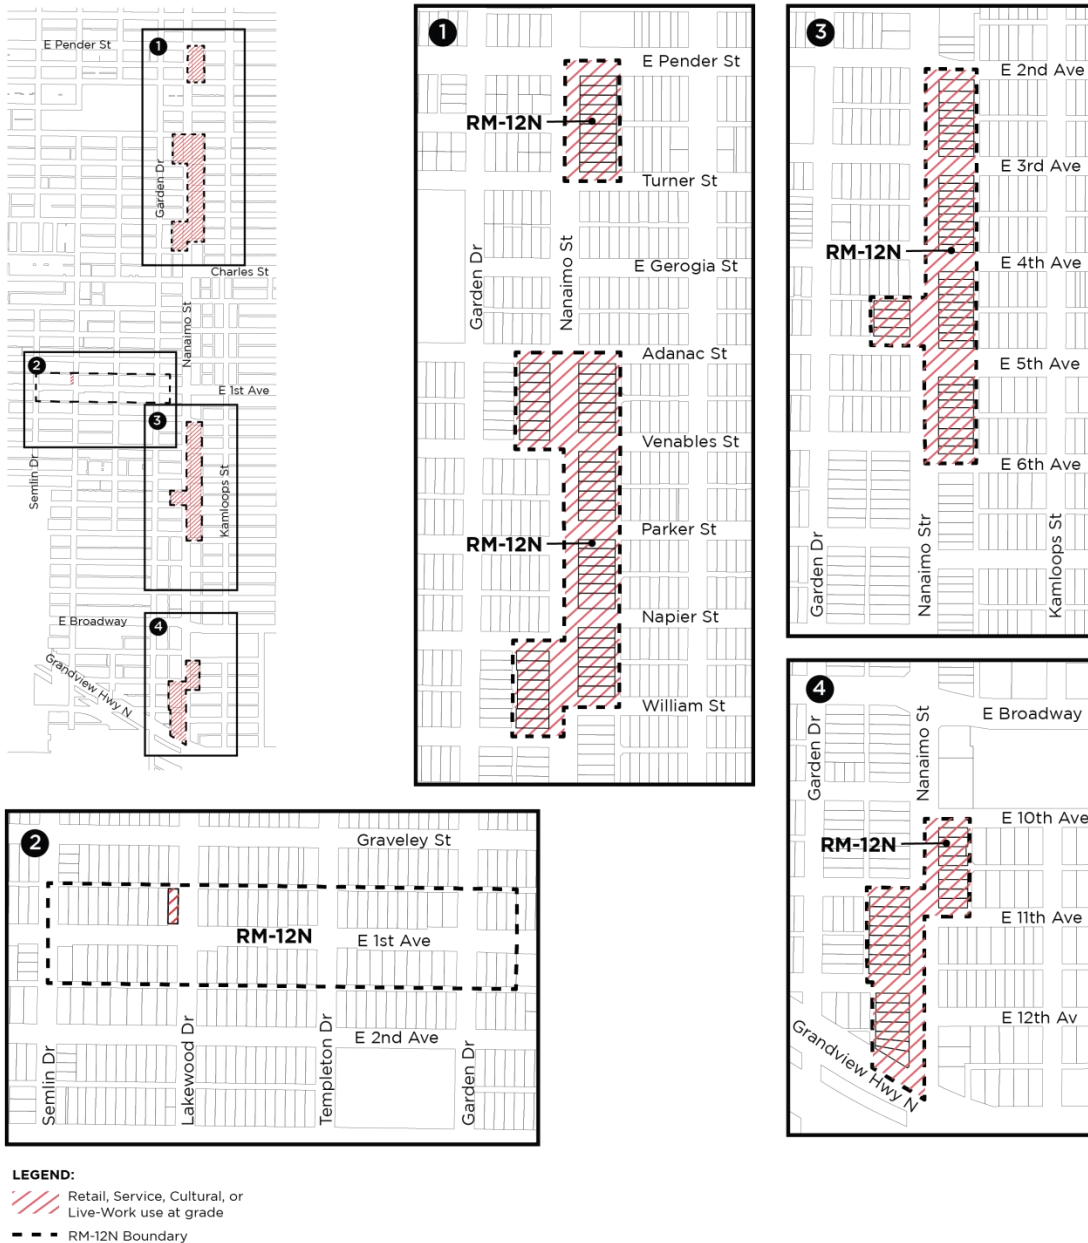 E Pender St
1
Garden Dr
Charles St
Nanaimo St
2
E 1st Ave
3
Semlin Dr
Kamloops St
E Broadway
4
Grandview Hwy N
1
E Pender St
RM-12N
Turner St
Garden Dr
Nanaimo St
E Gerogia St
Adanac St
Venables St
Parker St
RM-12N
Napier St
William St
3
E 2nd Ave
E 3rd Ave
RM-12N
E 4th Ave
E 5th Ave
E 6th Ave
Garden Dr
Nanaimo Str
Kamloops St
4
Garden Dr
Nanaimo St
E Broadway
E 10th Ave
RM-12N
E 11th Ave
E 12th Av
Grandview Hwy N
2
Graveley St
RM-12N
E 1st Ave
E 2nd Ave
Semlin Dr
Lakewood Dr
Templeton Dr
Garden Dr
LEGEND:
Retail, Service, Cultural, or
Live-Work use at grade
RM-12N Boundary